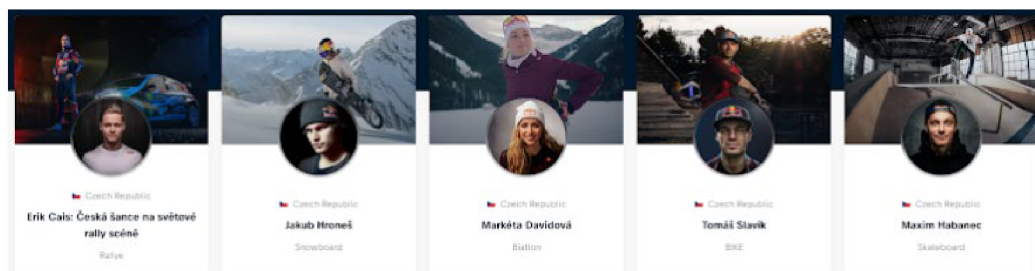 Czech Republic
Erik Cais: Česká šance na světové
rally scéně
Rallye
Czech Republic
Jakub Hroneš
Snowboard
Czech Republic
Markéta Davidová
Biatlon
Czech Republic
Tomáš Slavík
BIKE
Czech Republic
Maxim Habanec
Skateboard